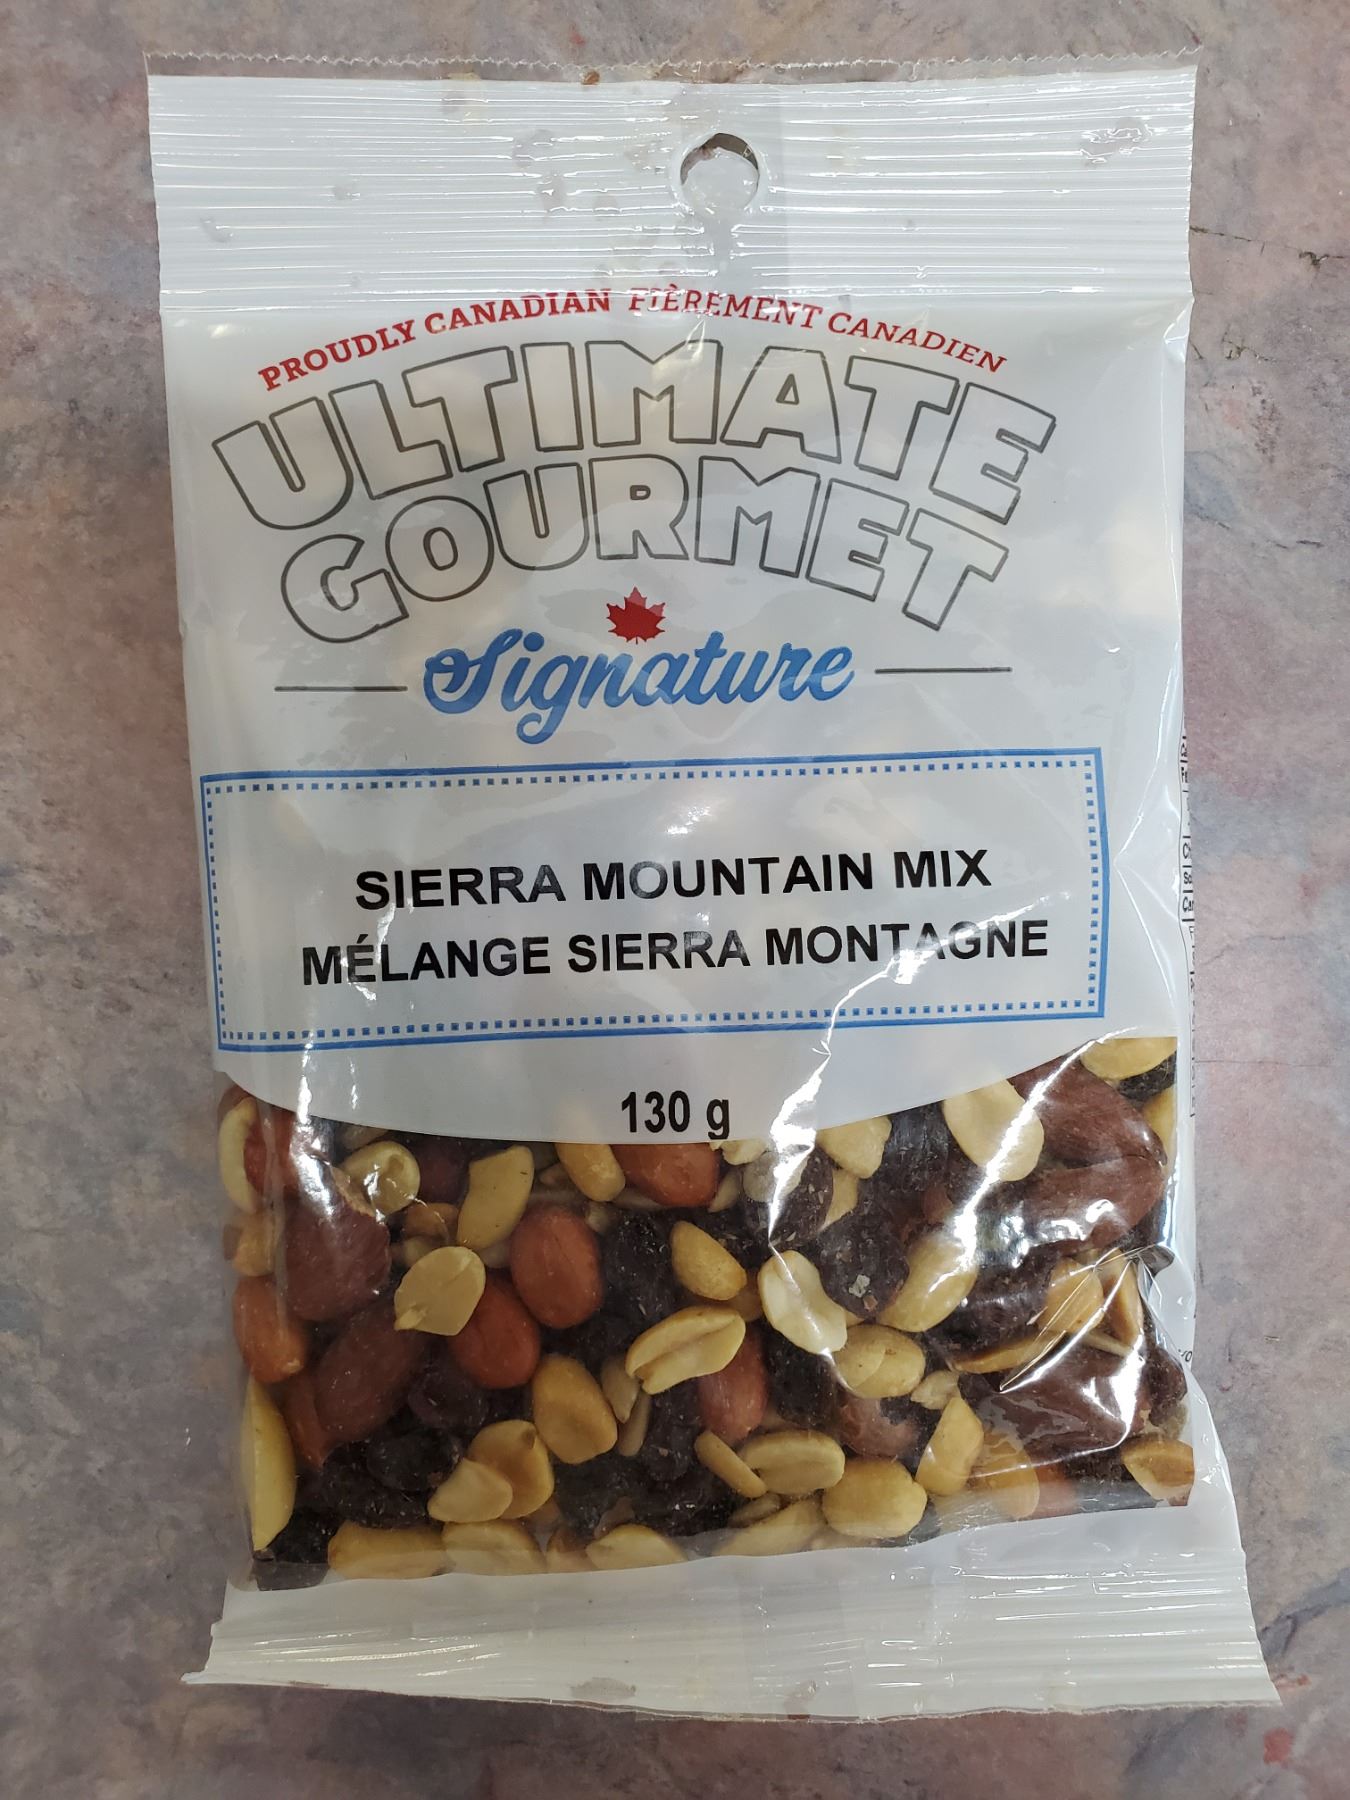 PROUDLY CANADIAN FIÈREMENT CANADIEN
ULTIMATE
GOURMET
Signature
SIERRA MOUNTAIN MIX
MÉLANGE SIERRA MONTAGNE
130 g